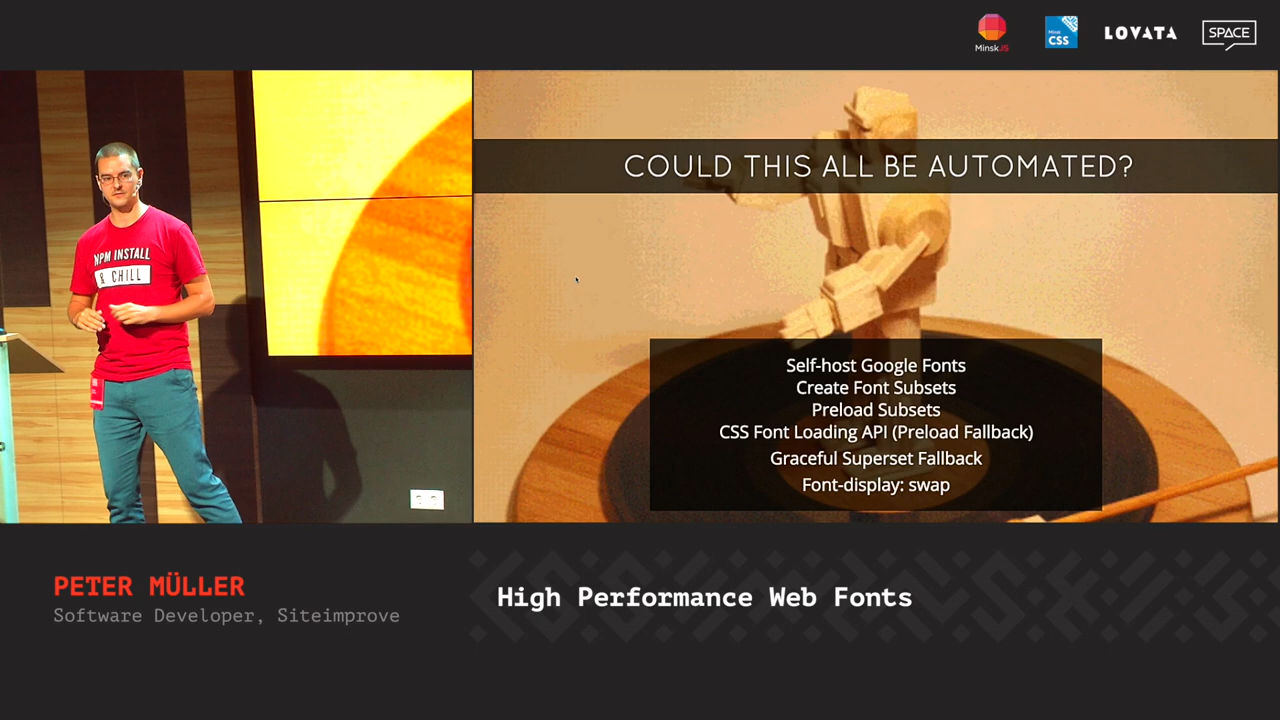 MinskJS
Minsk
CSS
LOVATA
SPACE
NPM INSTALL
& CHILL
COULD THIS ALL BE AUTOMATED?
Self-host Google Fonts
Create Font Subsets
Preload Subsets
CSS Font Loading API (Preload Fallback)
Graceful Superset Fallback
Font-display: swap
PETER MÜLLER
Software Developer, Siteimprove
High Performance Web Fonts